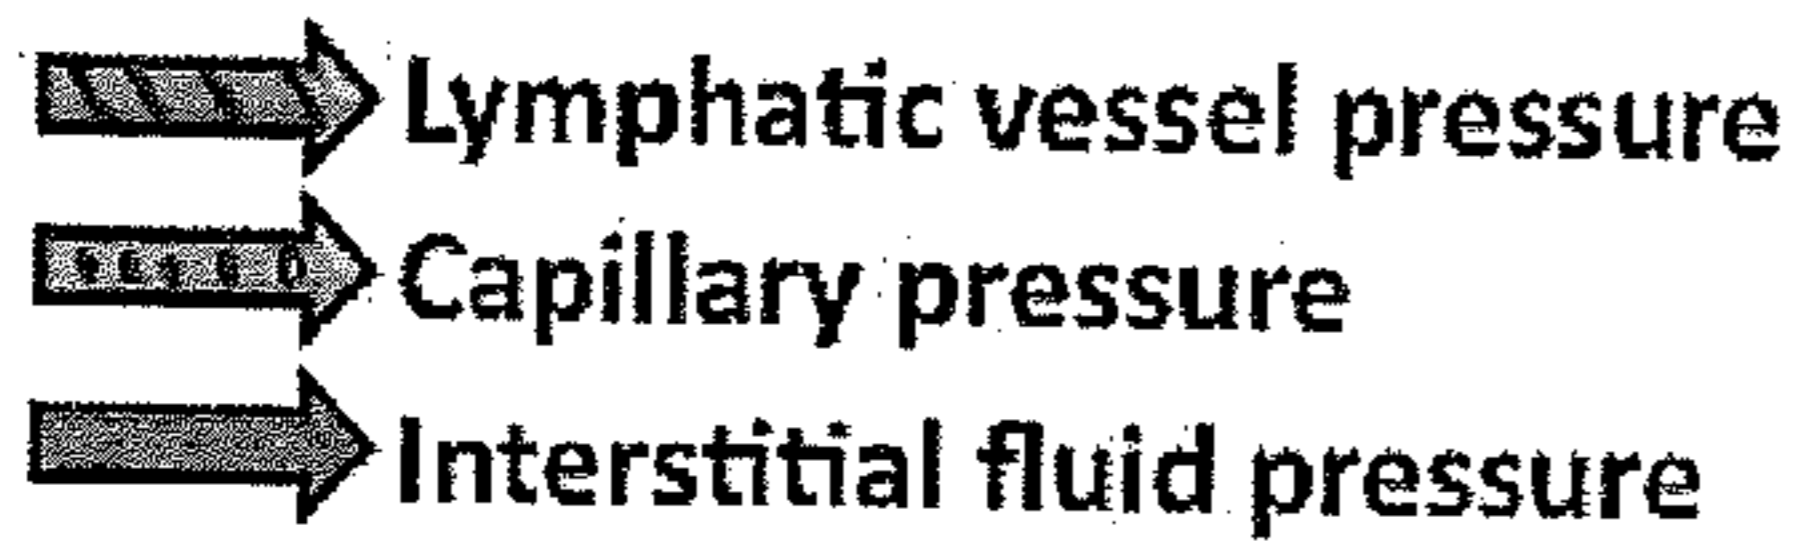 Lymphatic vessel pressure
Capillary pressure
Interstitial fluid pressure